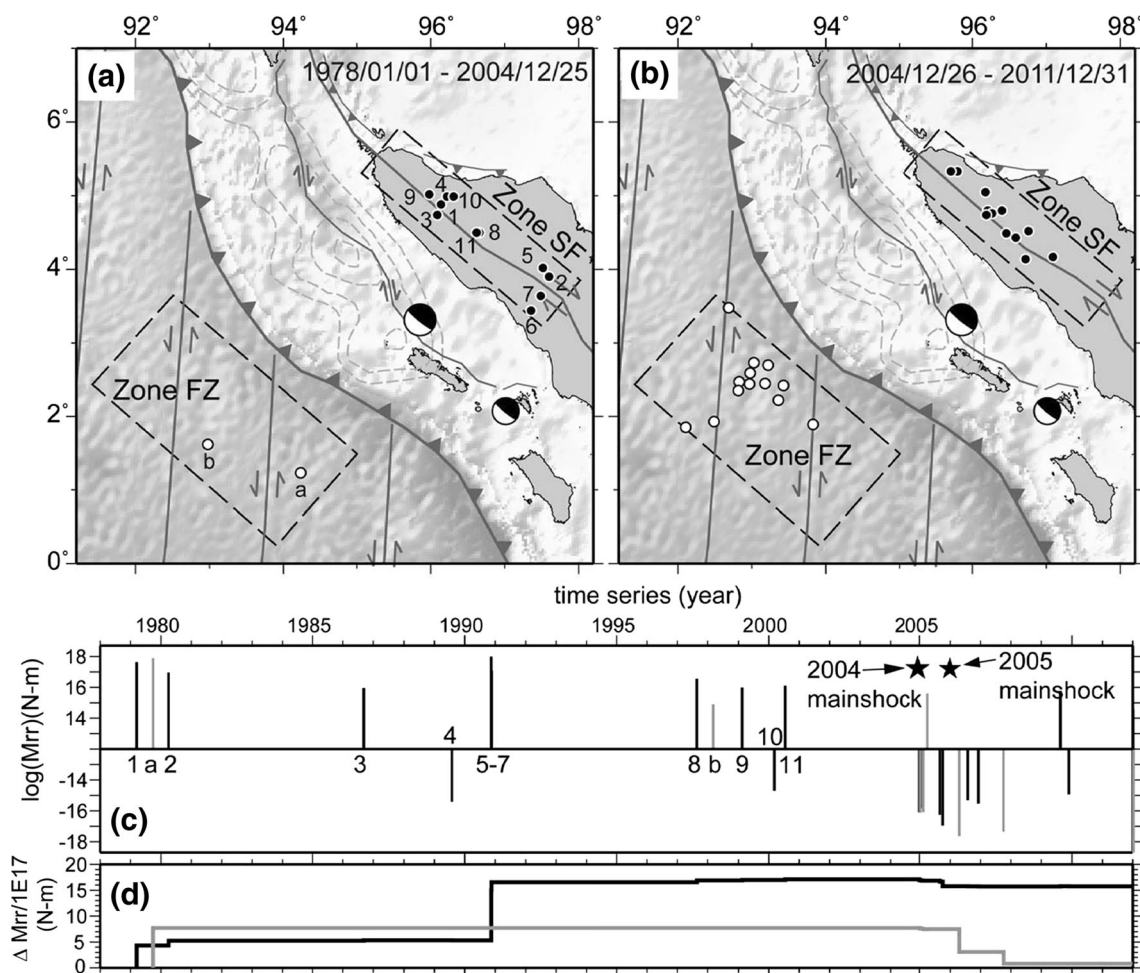 92° 94° 96° 98° 92° 94° 96° 98°
(a) 1978/01/01 - 2004/12/25
(b) 2004/12/26 - 2011/12/31
6°
4°
2°
0°
Zone SF
4
9
10
3
1
8
11
5
2
7
6
Zone FZ
b
a
Zone SF
Zone FZ
time series (year)
1980 1985 1990 1995 2000 2005
log(Mrr)(N-m)
18
16
14
-14
-16
-18
2004
mainshock
2005
mainshock
4
10
1 a 2 3 5-7 8 b 9 11
(c)
Δ Mrr/1E17
(N-m)
20
15
10
5
0
(d)